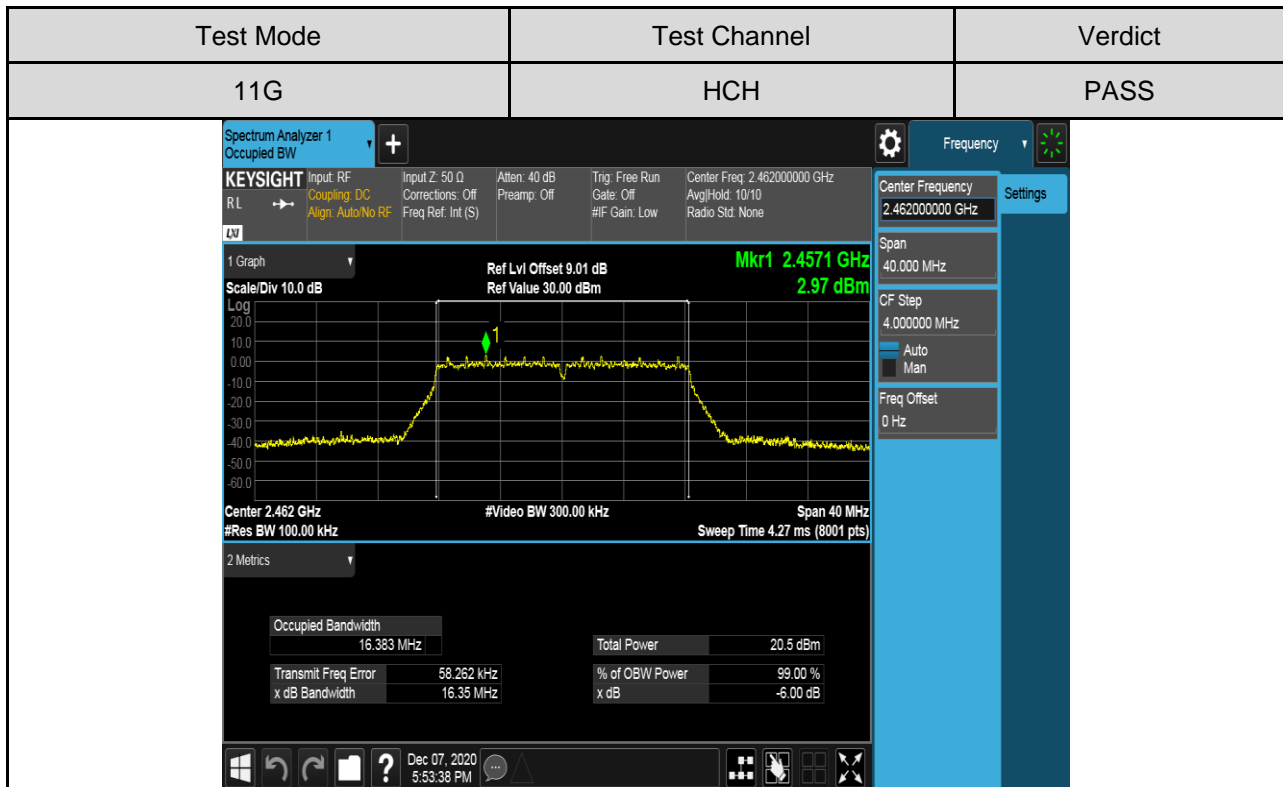 Test Mode Test Channel Verdict
11G HCH PASS
Spectrum Analyzer 1
Occupied BW
+
Frequency
KEYSIGHT Input: RF Input Z: 50 Ω Atten: 40 dB Trig: Free Run Center Freq: 2.462000000 GHz
RL Coupling: DC Corrections: Off Preamp: Off Gate: Off Avg|Hold: 10/10
Align: Auto/No RF Freq Ref: Int (S) #IF Gain: Low Radio Std: None
LXI
Center Frequency
2.462000000 GHz
Settings
Span
40.000 MHz
CF Step
4.000000 MHz
Auto
Man
Freq Offset
0 Hz
1 Graph Ref Lvl Offset 9.01 dB Mkr1 2.4571 GHz
Scale/Div 10.0 dB Ref Value 30.00 dBm 2.97 dBm
Log
20.0
10.0
1
0.00
-10.0
-20.0
-30.0
-40.0
-50.0
-60.0
Center 2.462 GHz #Video BW 300.00 kHz Span 40 MHz
#Res BW 100.00 kHz Sweep Time 4.27 ms (8001 pts)
2 Metrics
Occupied Bandwidth
16.383 MHz Total Power 20.5 dBm
Transmit Freq Error 58.262 kHz % of OBW Power 99.00 %
x dB Bandwidth 16.35 MHz x dB -6.00 dB
? Dec 07, 2020
5:53:38 PM